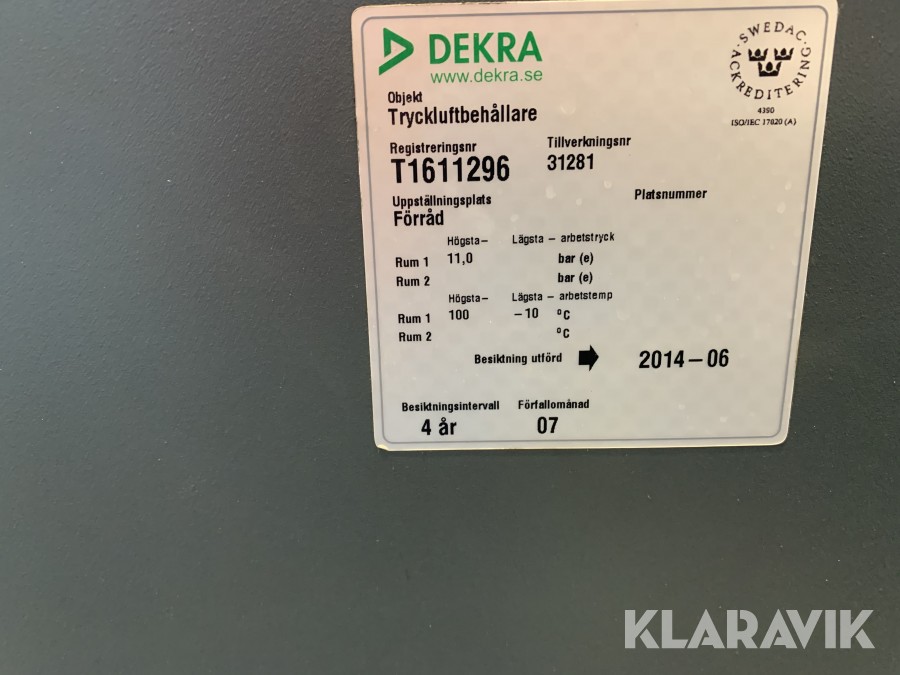 DEKRA
www.dekra.se
SWEDAC
ACKREDITERING
4390
ISO/IEC 17020 (A)
Objekt
Tryckluftbehållare
Registreringsnr Tillverkningsnr
T1611296 31281
Uppställningsplats Platsnummer
Förråd
Högsta– Lägsta – arbetstryck
Rum 1 11,0 bar (e)
Rum 2 bar (e)
Högsta– Lägsta – arbetstemp
Rum 1 100 –10 °C
Rum 2 °C
Besiktning utförd 2014–06
Besiktningsintervall Förfallomånad
4 år 07
KLARAVIK